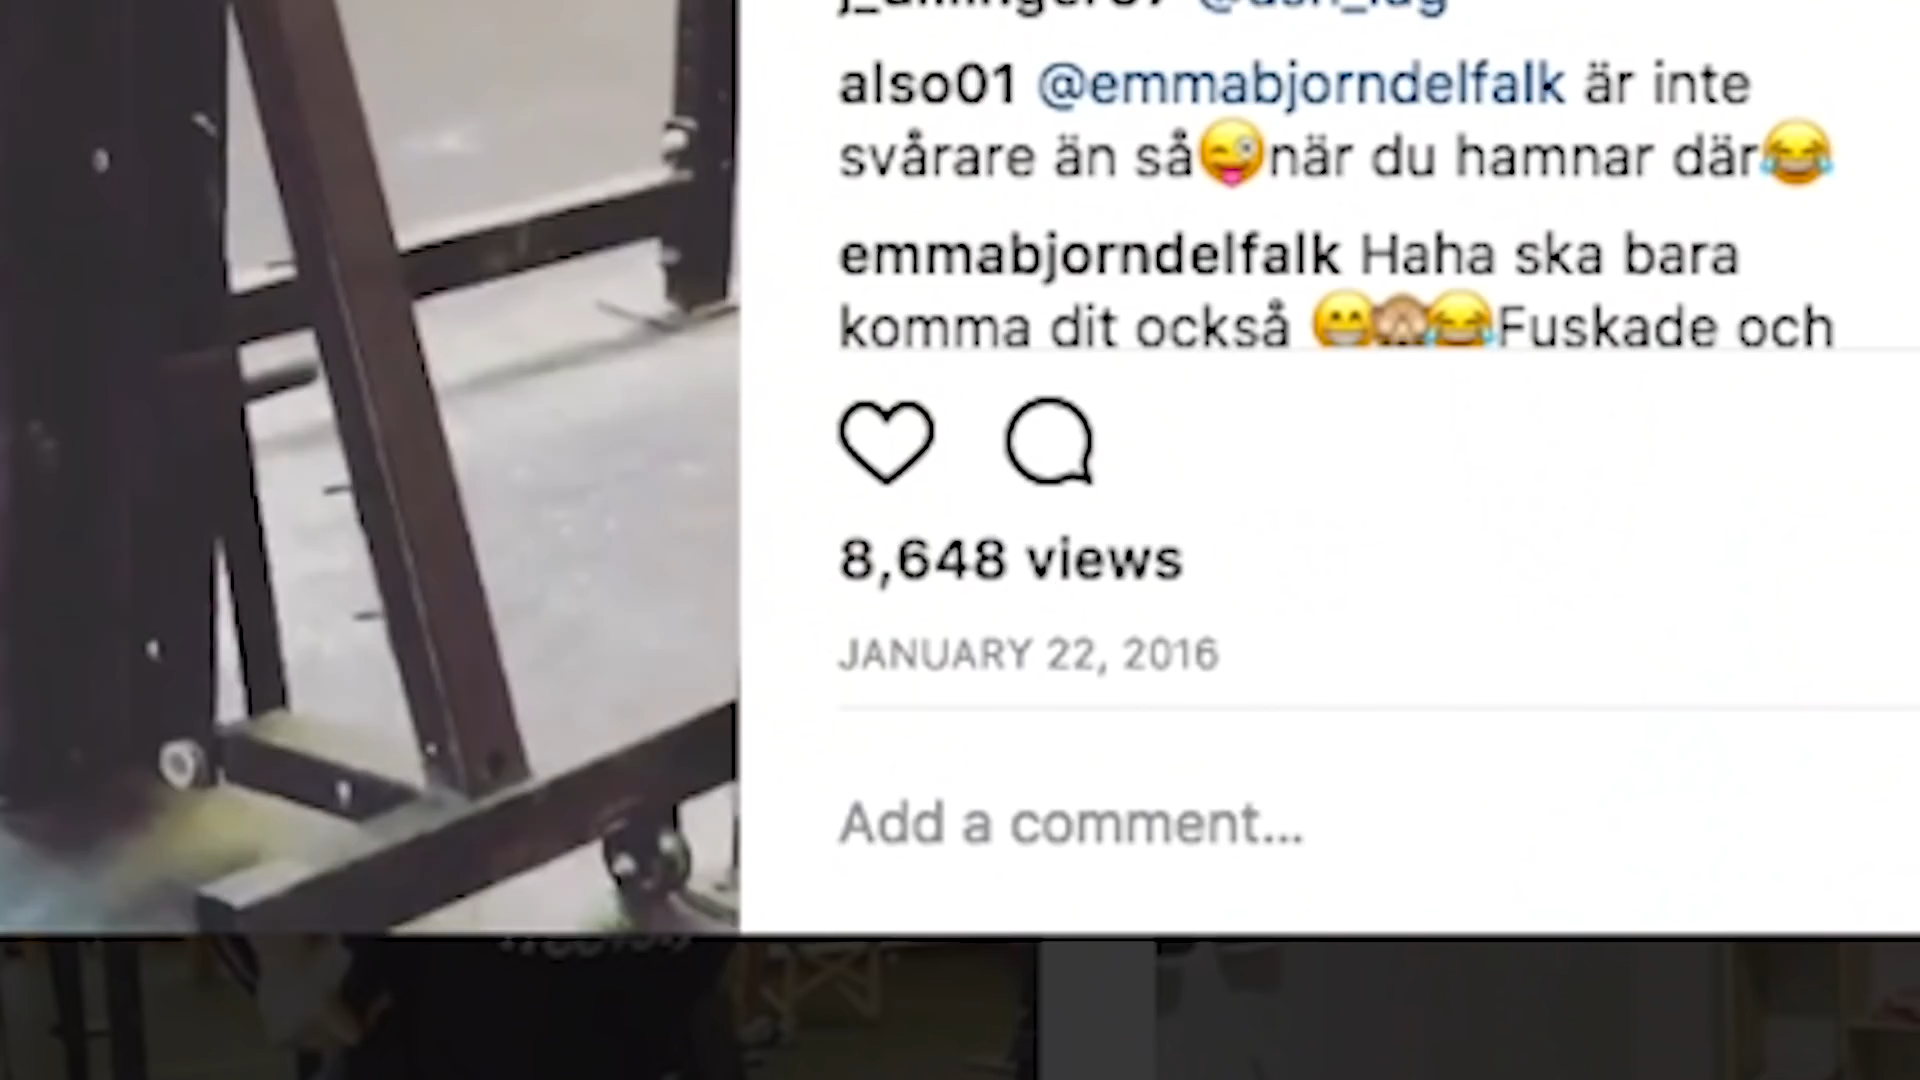 also01 @emmabjorndelfalk är inte
svårare än så😜när du hamnar där😂
emmabjorndelfalk Haha ska bara
komma dit också 😁🙈😂Fuskade och
8,648 views
JANUARY 22, 2016
Add a comment...